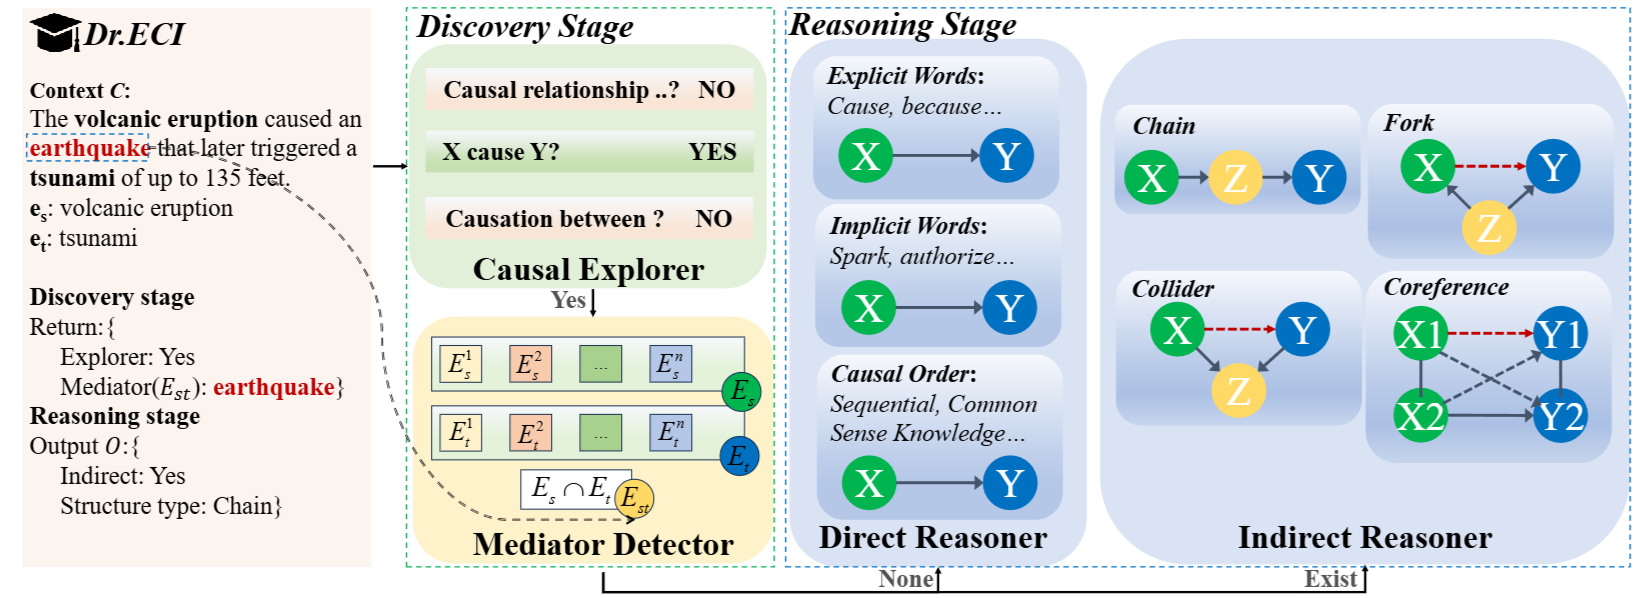 Dr.ECI
Context C:
The volcanic eruption caused an
earthquake that later triggered a
tsunami of up to 135 feet.
e_s: volcanic eruption
e_t: tsunami
Discovery stage
Return:{
Explorer: Yes
Mediator(E_st): earthquake}
Reasoning stage
Output O:{
Indirect: Yes
Structure type: Chain}
Discovery Stage
Causal relationship ..? NO
X cause Y? YES
Causation between ? NO
Causal Explorer
Yes
E_s^1 E_s^2 ... E_s^n
E_s
E_t^1 E_t^2 ... E_t^n
E_t
E_s ∩ E_t
E_st
Mediator Detector
Reasoning Stage
Explicit Words:
Cause, because…
X Y
Implicit Words:
Spark, authorize…
X Y
Causal Order:
Sequential, Common
Sense Knowledge…
X Y
Direct Reasoner
Chain
X Z Y
Fork
X Y
Z
Collider
X Y
Z
Coreference
X1 Y1
X2 Y2
Indirect Reasoner
None
Exist